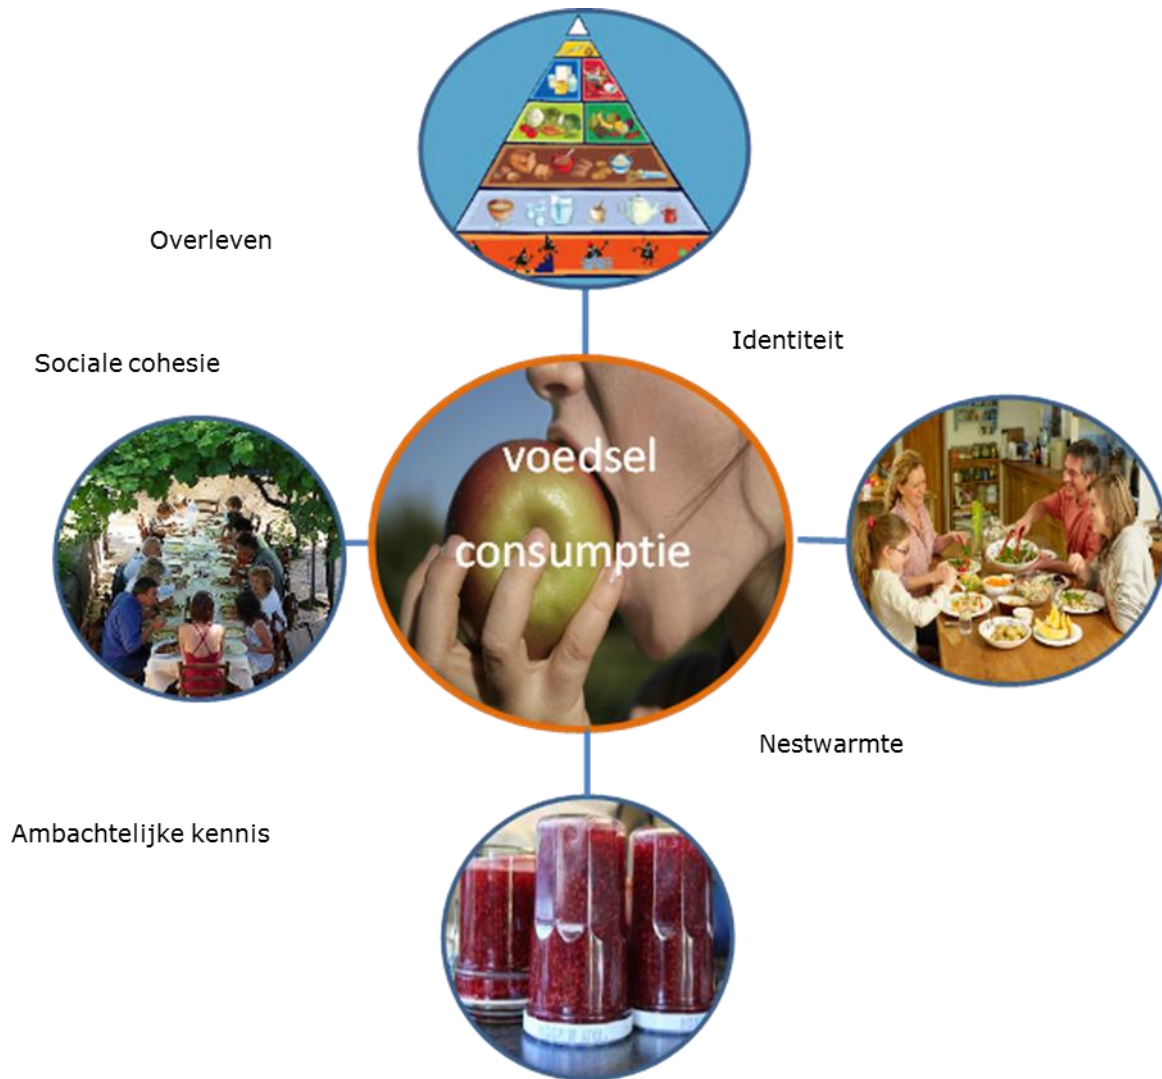 Overleven
Identiteit
Sociale cohesie
voedsel
consumptie
Nestwarmte
Ambachtelijke kennis